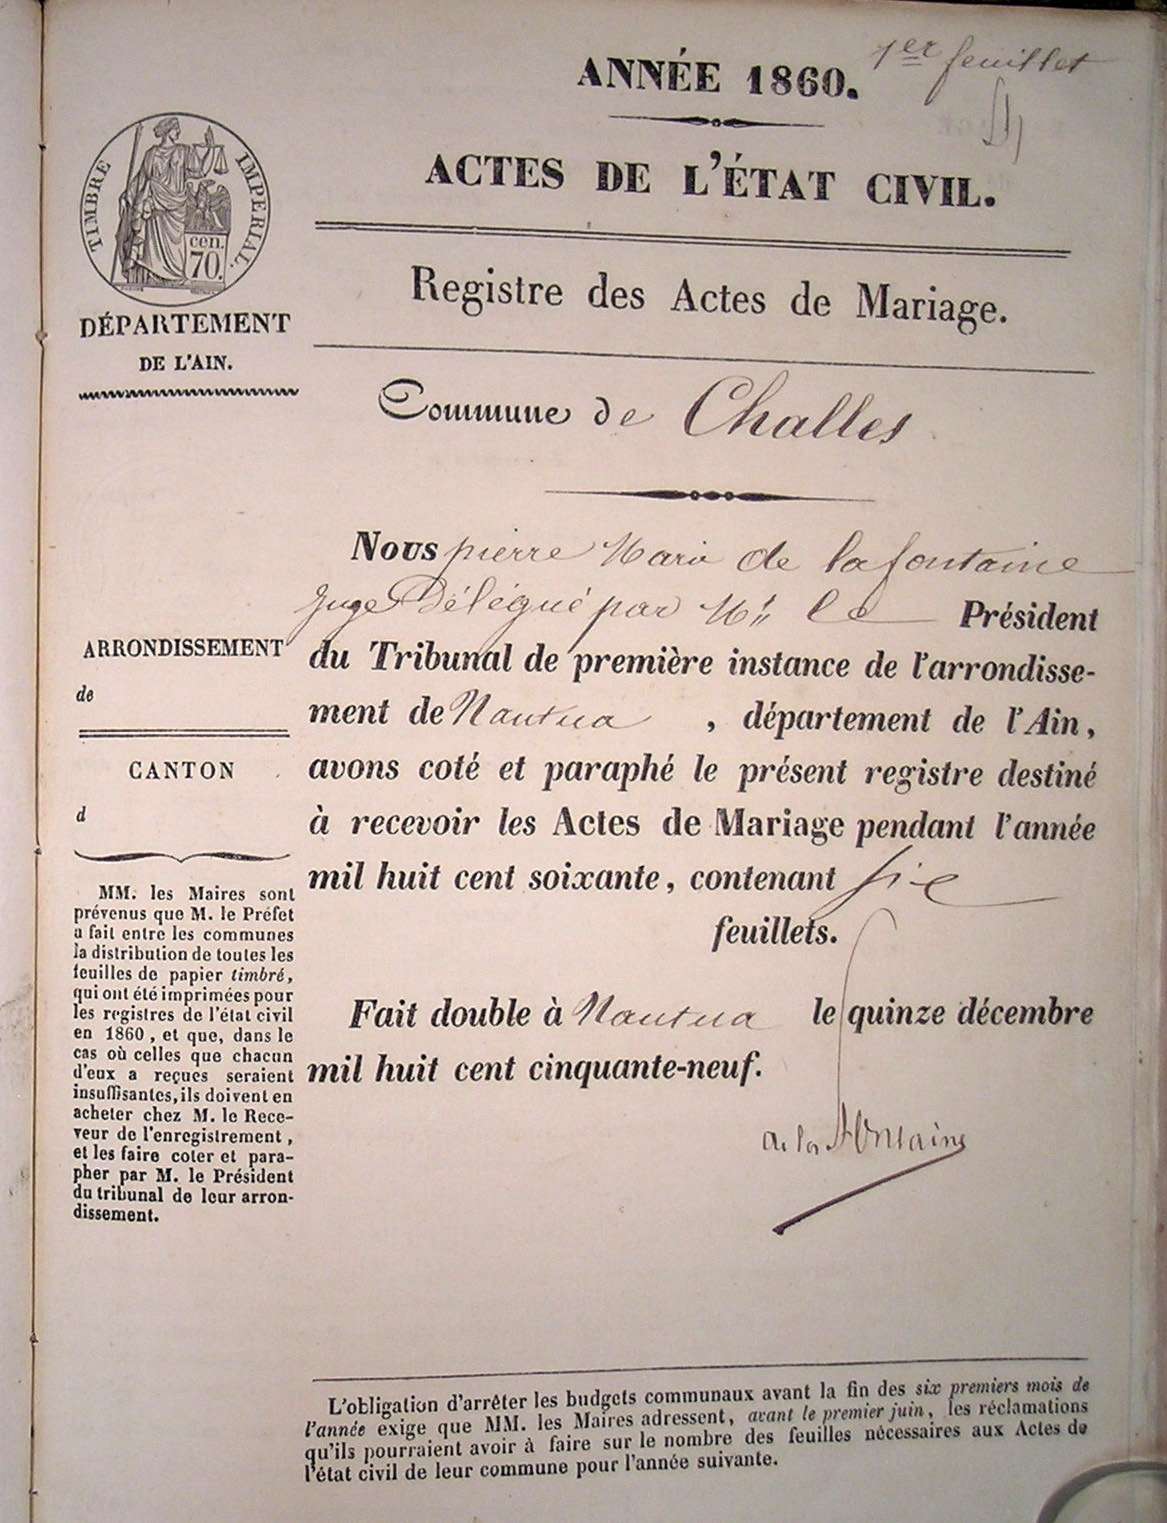 1er feuillet
ANNÉE 1860.
ACTES DE L'ÉTAT CIVIL.
TIMBRE IMPERIAL.
cen.
70.
DÉPARTEMENT
DE L'AIN.
Registre des Actes de Mariage.
Commune de Challes
ARRONDISSEMENT
de
CANTON
d
MM. les Maires sont
prévenus que M. le Préfet
a fait entre les communes
la distribution de toutes les
feuilles de papier timbré,
qui ont été imprimées pour
les registres de l'état civil
en 1860, et que, dans le
cas où celles que chacun
d'eux a reçues seraient
insuffisantes, ils doivent en
acheter chez M. le Rece-
veur de l'enregistrement,
et les faire coter et para-
pher par M. le Président
du tribunal de leur arron-
dissement.
Nous pierre Marie de la fontaine
Juge Délégué par Mr le Président
du Tribunal de première instance de l'arrondisse-
ment de Nantua, département de l'Ain,
avons coté et paraphé le présent registre destiné
à recevoir les Actes de Mariage pendant l'année
mil huit cent soixante, contenant six
feuillets.
Fait double à Nantua le quinze décembre
mil huit cent cinquante-neuf.
de la fontaine
L'obligation d'arrêter les budgets communaux avant la fin des six premiers mois de
l'année exige que MM. les Maires adressent, avant le premier juin, les réclamations
qu'ils pourraient avoir à faire sur le nombre des feuilles nécessaires aux Actes de
l'état civil de leur commune pour l'année suivante.